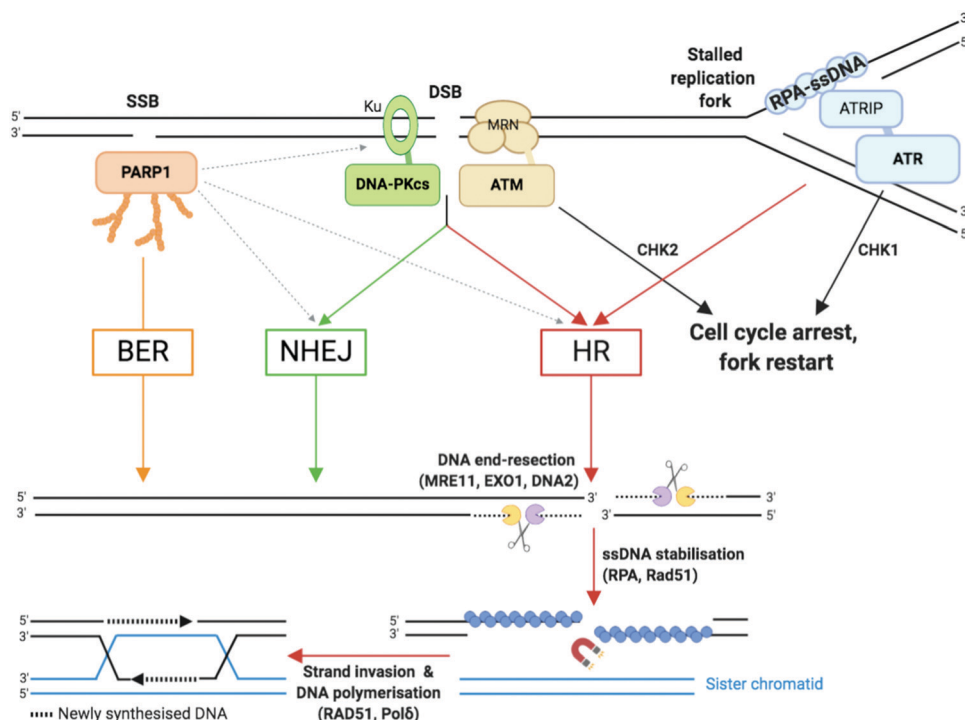 SSB
Ku
DSB
MRN
Stalled
replication
fork
RPA-ssDNA
ATRIP
ATR
3'
5'
5'
3'
PARP1
DNA-PKcs
ATM
3'
5'
CHK2
CHK1
BER
NHEJ
HR
Cell cycle arrest,
fork restart
DNA end-resection
(MRE11, EXO1, DNA2)
5'
3'
3'
3'
3'
5'
ssDNA stabilisation
(RPA, Rad51)
5'
3'
5'
3'
3'
5'
Strand invasion &
DNA polymerisation
(RAD51, Polδ)
Sister chromatid
Newly synthesised DNA